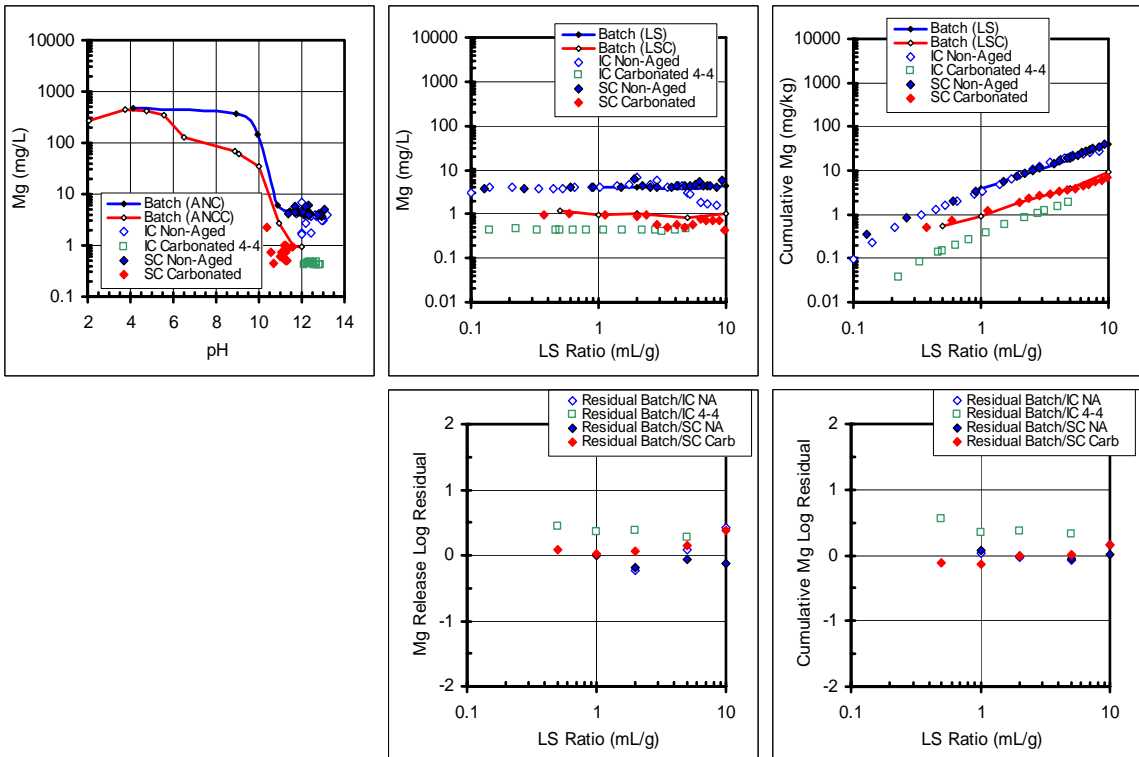 10000
1000
100
10
1
0.1
Mg (mg/L)
Batch (ANC)
Batch (ANCC)
IC Non-Aged
IC Carbonated 4-4
SC Non-Aged
SC Carbonated
2 4 6 8 10 12 14
pH
Batch (LS)
Batch (LSC)
IC Non-Aged
IC Carbonated 4-4
SC Non-Aged
SC Carbonated
10000
1000
100
10
1
0.1
0.01
Mg (mg/L)
0.1 1 10
LS Ratio (mL/g)
Batch (LS)
Batch (LSC)
IC Non-Aged
IC Carbonated 4-4
SC Non-Aged
SC Carbonated
10000
1000
100
10
1
0.1
0.01
Cumulative Mg (mg/kg)
0.1 1 10
LS Ratio (mL/g)
Residual Batch/IC NA
Residual Batch/IC 4-4
Residual Batch/SC NA
Residual Batch/SC Carb
2
1
0
-1
-2
Mg Release Log Residual
0.1 1 10
LS Ratio (mL/g)
Residual Batch/IC NA
Residual Batch/IC 4-4
Residual Batch/SC NA
Residual Batch/SC Carb
2
1
0
-1
-2
Cumulative Mg Log Residual
0.1 1 10
LS Ratio (mL/g)